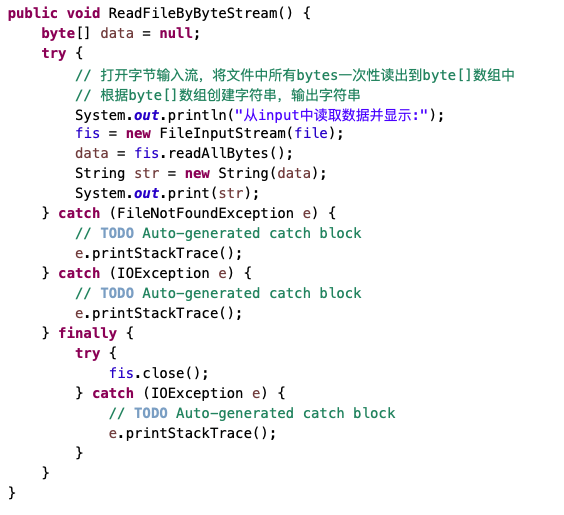 public void ReadFileByByteStream() {
    byte[] data = null;
    try {
        // 打开字节输入流，将文件中所有bytes一次性读出到byte[]数组中
        // 根据byte[]数组创建字符串，输出字符串
        System.out.println("从input中读取数据并显示:");
        fis = new FileInputStream(file);
        data = fis.readAllBytes();
        String str = new String(data);
        System.out.print(str);
    } catch (FileNotFoundException e) {
        // TODO Auto-generated catch block
        e.printStackTrace();
    } catch (IOException e) {
        // TODO Auto-generated catch block
        e.printStackTrace();
    } finally {
        try {
            fis.close();
        } catch (IOException e) {
            // TODO Auto-generated catch block
            e.printStackTrace();
        }
    }
}